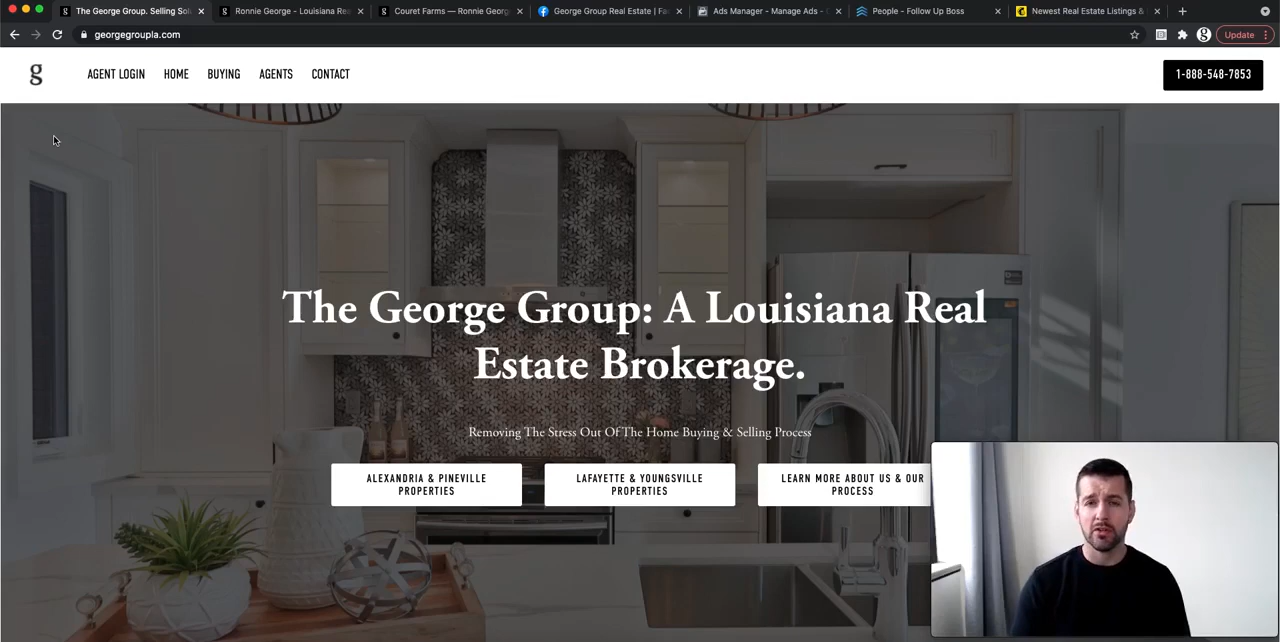 The George Group. Selling Sol
Ronnie George - Louisiana Rea
Couret Farms — Ronnie Georg
George Group Real Estate | Fa
Ads Manager - Manage Ads -
People - Follow Up Boss
Newest Real Estate Listings &
georgegroupla.com
Update
g
AGENT LOGIN
HOME
BUYING
AGENTS
CONTACT
1-888-548-7853
The George Group: A Louisiana Real
Estate Brokerage.
Removing The Stress Out Of The Home Buying & Selling Process
ALEXANDRIA & PINEVILLE
PROPERTIES
LAFAYETTE & YOUNGSVILLE
PROPERTIES
LEARN MORE ABOUT US & OUR
PROCESS